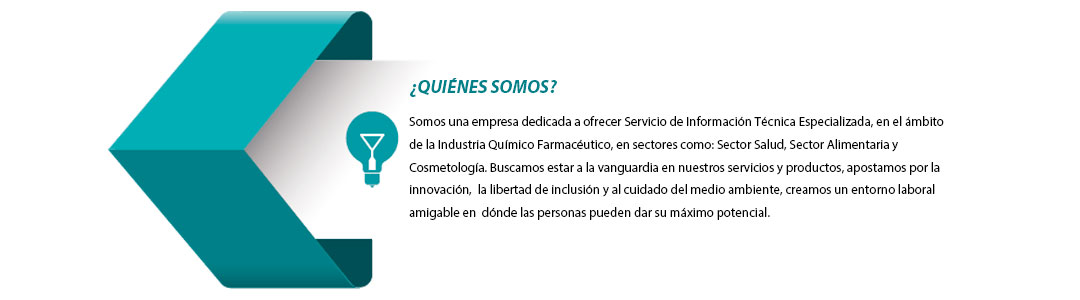 ¿QUIÉNES SOMOS?
Somos una empresa dedicada a ofrecer Servicio de Información Técnica Especializada, en el ámbito
de la Industria Químico Farmacéutico, en sectores como: Sector Salud, Sector Alimentaria y
Cosmetología. Buscamos estar a la vanguardia en nuestros servicios y productos, apostamos por la
innovación, la libertad de inclusión y al cuidado del medio ambiente, creamos un entorno laboral
amigable en dónde las personas pueden dar su máximo potencial.